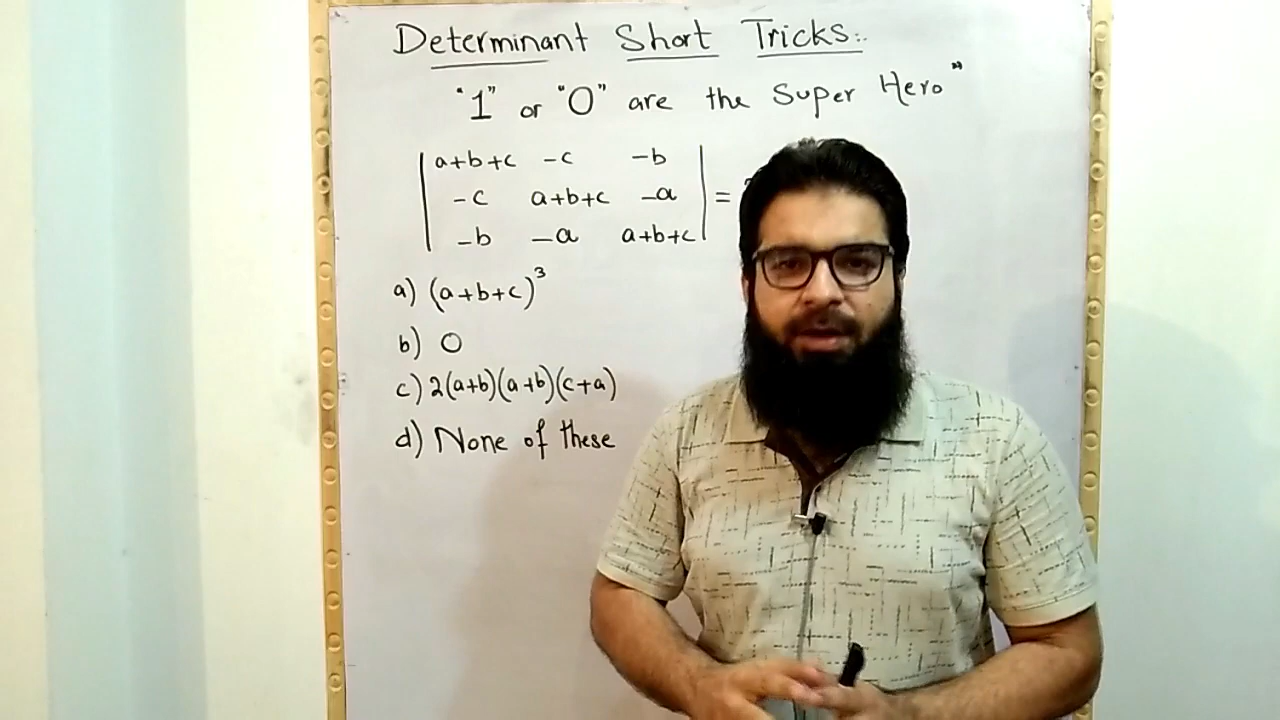 Determinant Short Tricks:.
"1" or "0" are the Super Hero"
a+b+c -c -b
-c a+b+c -a =
-b -a a+b+c
a) (a+b+c)³
b) 0
c) 2(a+b)(a+b)(c+a)
d) None of these